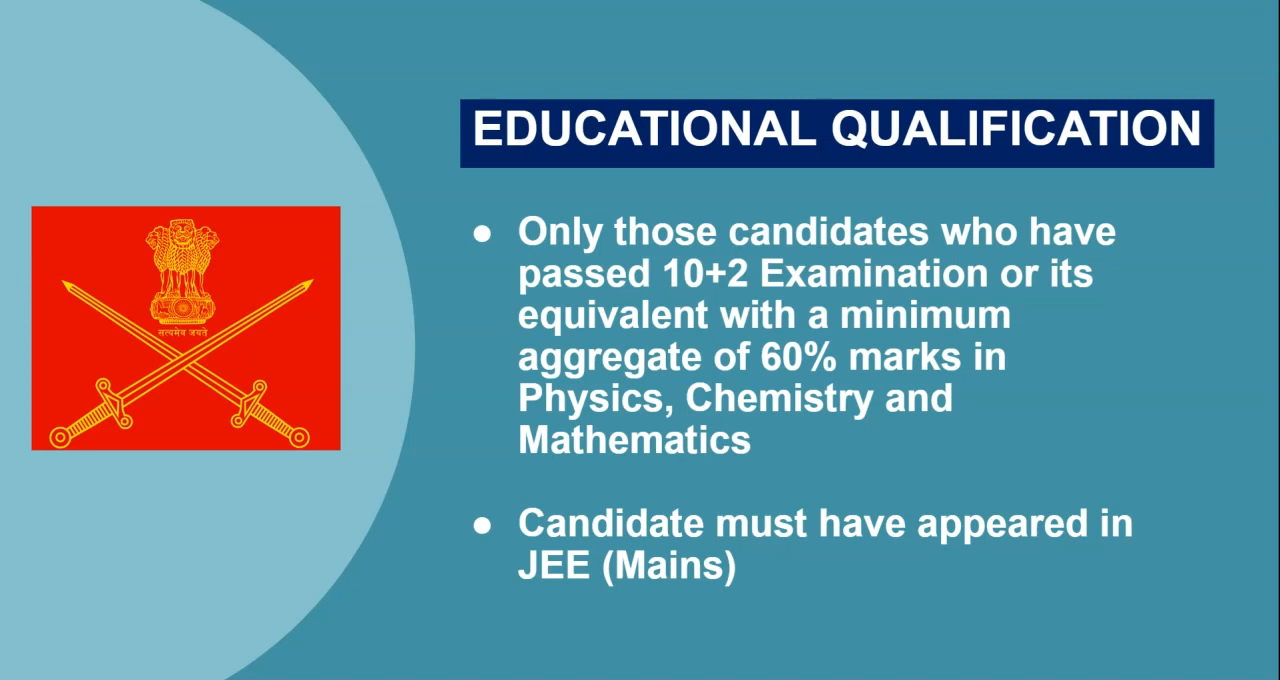 EDUCATIONAL QUALIFICATION
सत्यमेव जयते
● Only those candidates who have
passed 10+2 Examination or its
equivalent with a minimum
aggregate of 60% marks in
Physics, Chemistry and
Mathematics
● Candidate must have appeared in
JEE (Mains)